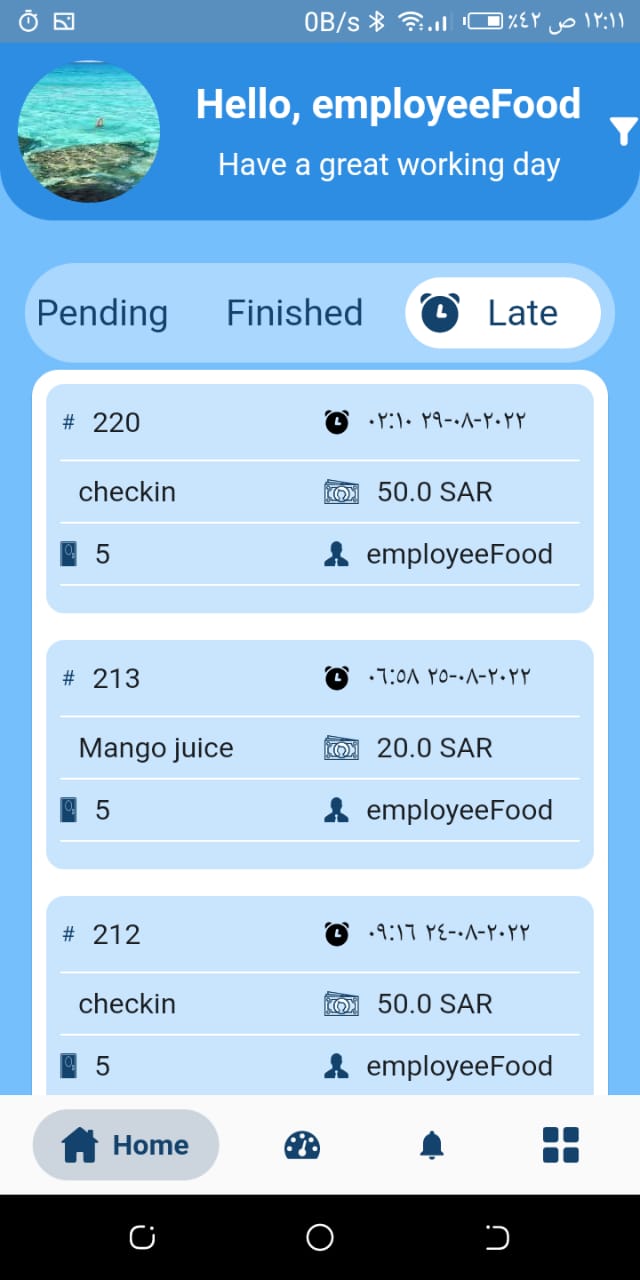 0B/s ١٢:١١ ص ٤٢٪
Hello, employeeFood
Have a great working day
Pending Finished Late
# 220 ٢٠٢٢-٠٨-٢٩ ٠٢:١٠
checkin 50.0 SAR
5 employeeFood
# 213 ٢٠٢٢-٠٨-٢٥ ٠٦:٥٨
Mango juice 20.0 SAR
5 employeeFood
# 212 ٢٠٢٢-٠٨-٢٤ ٠٩:١٦
checkin 50.0 SAR
5 employeeFood
Home